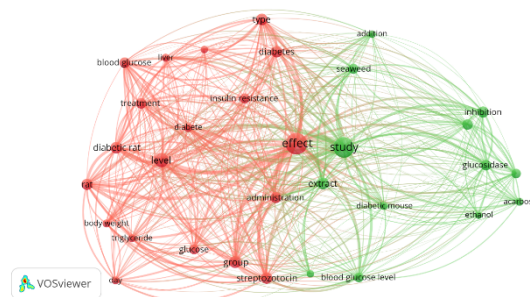 type
addition
diabetes
blood glucose
liver
seaweed
treatment
insulin resistance
inhibition
diabete
effect
study
diabetic rat
level
glucosidase
rat
extract
acarbos
administration
diabetic mouse
ethanol
body weight
triglyceride
glucose
group
day
streptozotocin
blood glucose level
VOSviewer